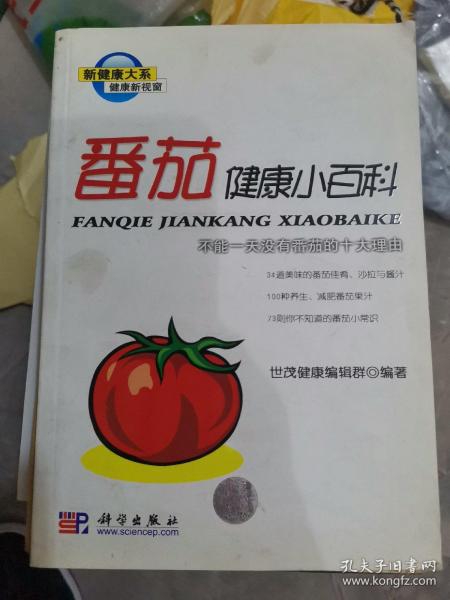 新健康大系
健康新视窗
番茄健康小百科
FANQIE JIANKANG XIAOBAIKE
不能一天没有番茄的十大理由
34道美味的番茄佳肴、沙拉与酱汁
100种养生、减肥番茄果汁
73则你不知道的番茄小常识
世茂健康编辑群◎编著
SP
科学出版社
www.sciencep.com
孔夫子旧书网
www.kongfz.com